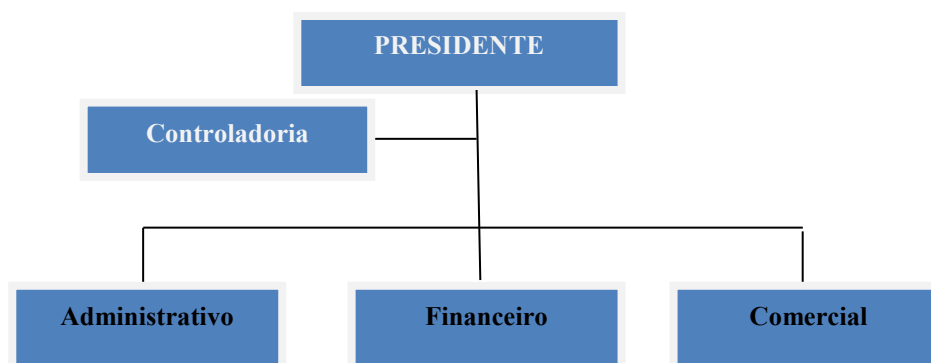 PRESIDENTE
Controladoria
Administrativo
Financeiro
Comercial